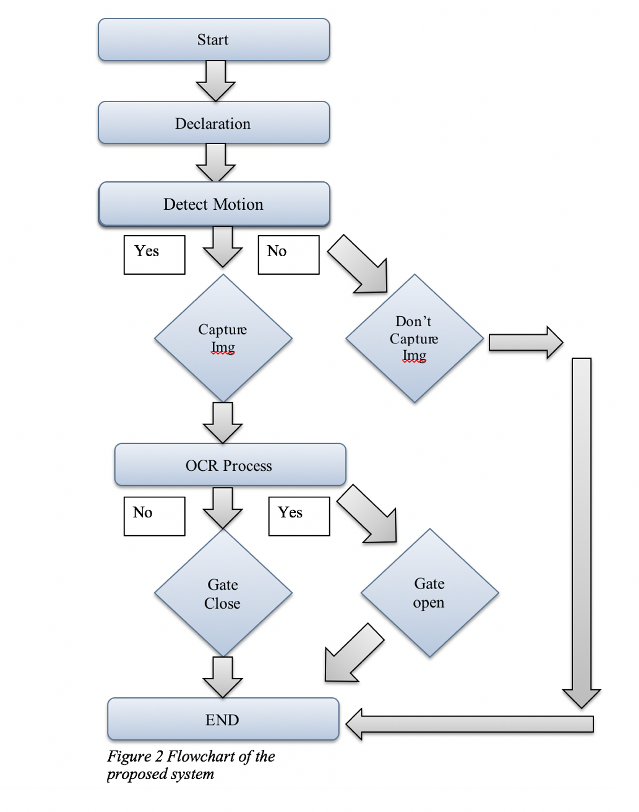 Start
Declaration
Detect Motion
Yes
No
Capture
Img
Don't
Capture
Img
OCR Process
No
Yes
Gate
Close
Gate
open
END
Figure 2 Flowchart of the
proposed system